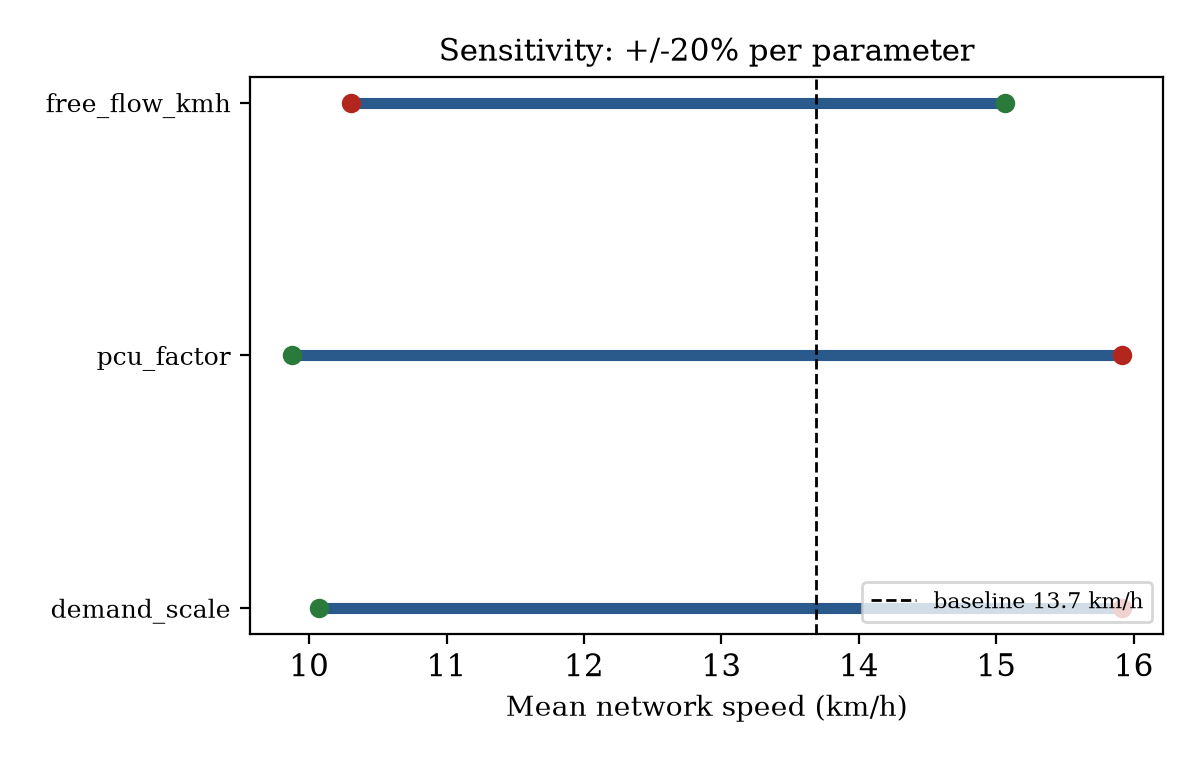 Sensitivity: +/-20% per parameter
free_flow_kmh
pcu_factor
demand_scale
baseline 13.7 km/h
10 11 12 13 14 15 16
Mean network speed (km/h)